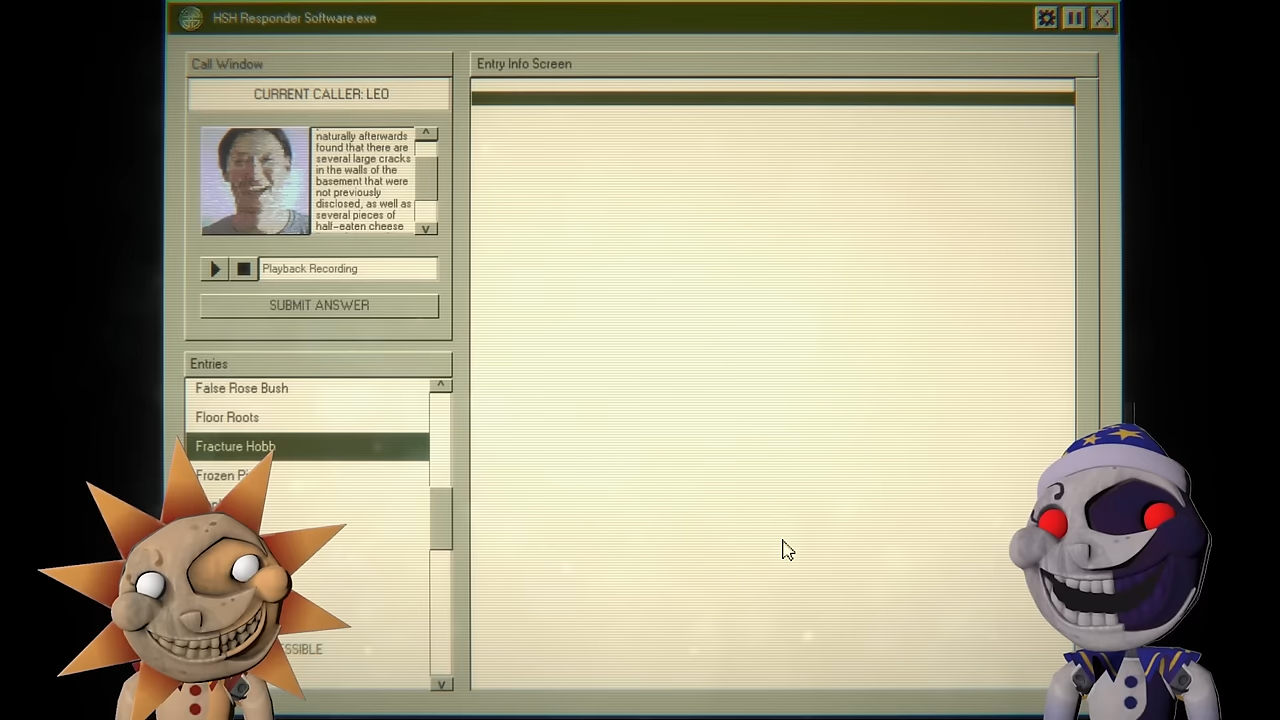 HSH Responder Software.exe
Call Window
CURRENT CALLER: LEO
naturally afterwards
found that there are
several large cracks
in the walls of the
basement that were
not previously
disclosed, as well as
several pieces of
half-eaten cheese
Playback Recording
SUBMIT ANSWER
Entries
False Rose Bush
Floor Roots
Fracture Hobb
Frozen
Entry Info Screen